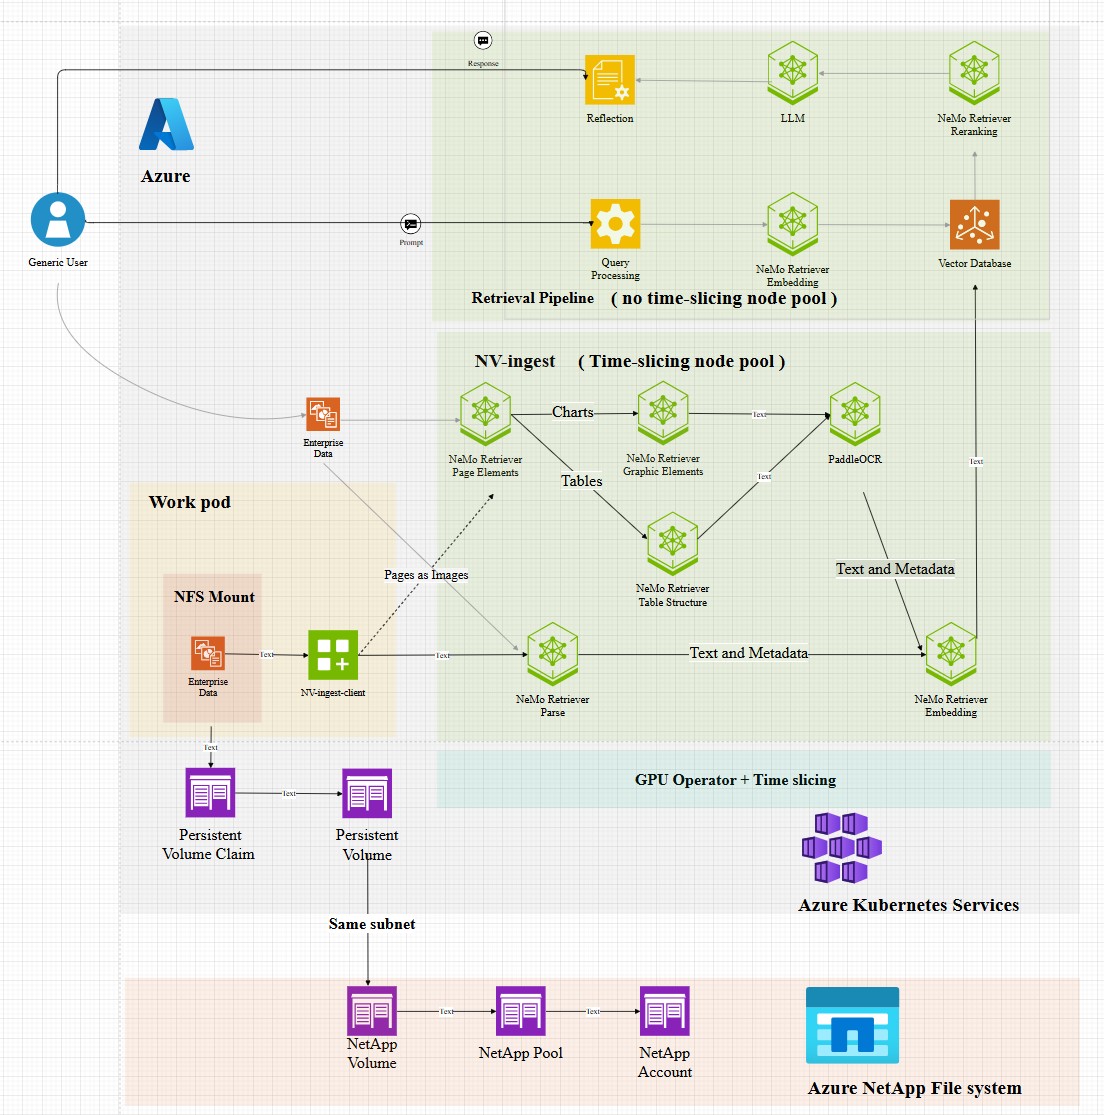 Response
Reflection
LLM
NeMo Retriever
Reranking
Azure
Generic User
Prompt
Query
Processing
NeMo Retriever
Embedding
Vector Database
Retrieval Pipeline ( no time-slicing node pool )
NV-ingest ( Time-slicing node pool )
Enterprise
Data
NeMo Retriever
Page Elements
Charts
NeMo Retriever
Graphic Elements
Text
PaddleOCR
Tables
Text
Text
NeMo Retriever
Table Structure
Pages as Images
Text and Metadata
Work pod
NFS Mount
Enterprise
Data
Text
NV-ingest-client
Text
NeMo Retriever
Parse
Text and Metadata
NeMo Retriever
Embedding
Text
Persistent
Volume Claim
Text
Persistent
Volume
GPU Operator + Time slicing
Azure Kubernetes Services
Same subnet
NetApp
Volume
Text
NetApp Pool
Text
NetApp
Account
Azure NetApp File system